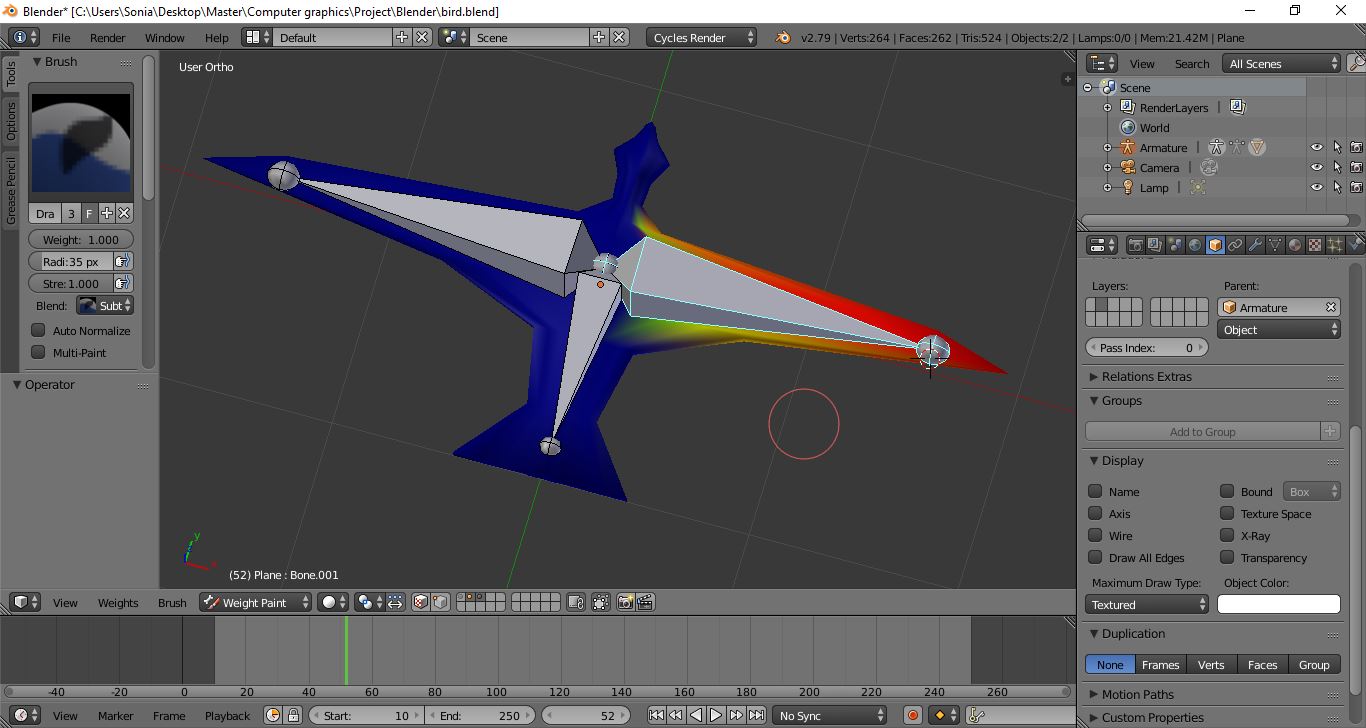 Blender* [C:\Users\Sonia\Desktop\Master\Computer graphics\Project\Blender\bird.blend]
File Render Window Help Default Scene Cycles Render v2.79 | Verts:264 | Faces:262 | Tris:524 | Objects:2/2 | Lamps:0/0 | Mem:21.42M | Plane
Tools
Options
Grease Pencil
Brush
Dra 3 F
Weight: 1.000
Radi:35 px
Stre:1.000
Blend: Subt
Auto Normalize
Multi-Paint
Operator
User Ortho
y
x
(52) Plane : Bone.001
View Weights Brush Weight Paint
-40 -20 0 20 40 60 80 100 120 140 160 180 200 220 240 260
View Marker Frame Playback Start: 10 End: 250 52 No Sync
View Search All Scenes
Scene
RenderLayers
World
Armature
Camera
Lamp
Layers: Parent:
Armature
Object
Pass Index: 0
Relations Extras
Groups
Add to Group
Display
Name Bound Box
Axis Texture Space
Wire X-Ray
Draw All Edges Transparency
Maximum Draw Type: Object Color:
Textured
Duplication
None Frames Verts Faces Group
Motion Paths
Custom Properties